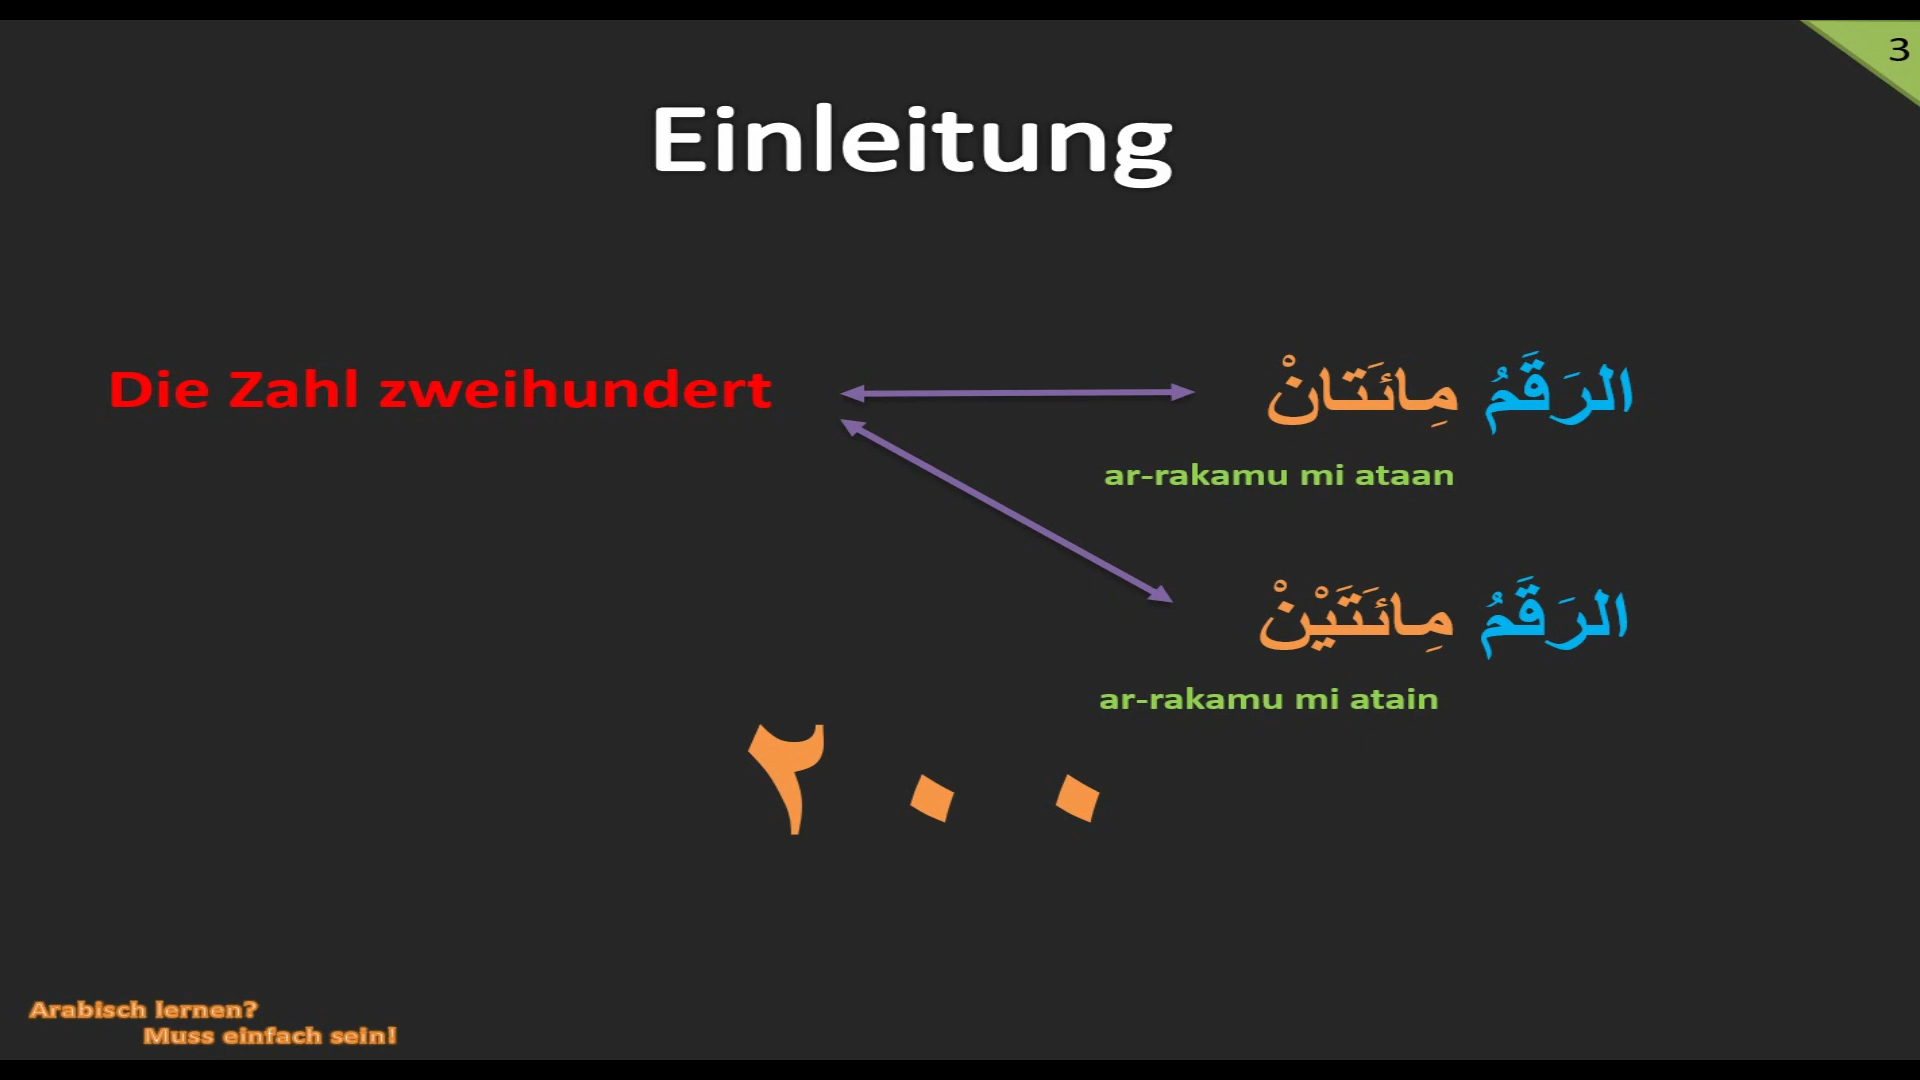 3
Einleitung
Die Zahl zweihundert
الرَقَمُ مِائَتَانْ
ar-rakamu mi ataan
الرَقَمُ مِائَتَيْنْ
ar-rakamu mi atain
٢٠٠
Arabisch lernen?
Muss einfach sein!